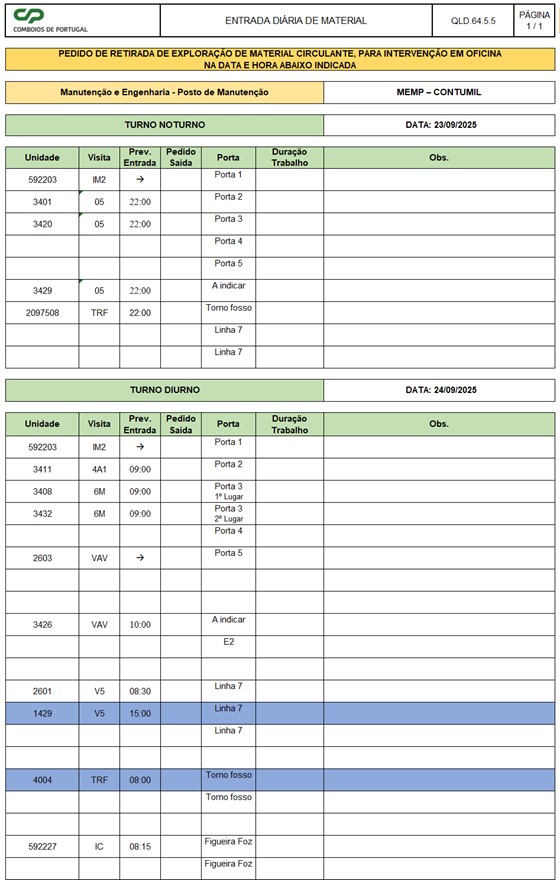 CP
COMBOIOS DE PORTUGAL
ENTRADA DIÁRIA DE MATERIAL
QLD.64.5.5
PÁGINA
1 / 1
PEDIDO DE RETIRADA DE EXPLORAÇÃO DE MATERIAL CIRCULANTE, PARA INTERVENÇÃO EM OFICINA
NA DATA E HORA ABAIXO INDICADA
Manutenção e Engenharia - Posto de Manutenção MEMP – CONTUMIL
TURNO NOTURNO DATA: 23/09/2025
Unidade Visita Prev. Entrada Pedido Saída Porta Duração Trabalho Obs.
592203 IM2 → Porta 1
3401 05 22:00 Porta 2
3420 05 22:00 Porta 3
Porta 4
Porta 5
3429 05 22:00 A indicar
2097508 TRF 22:00 Torno fosso
Linha 7
Linha 7
TURNO DIURNO DATA: 24/09/2025
Unidade Visita Prev. Entrada Pedido Saída Porta Duração Trabalho Obs.
592203 IM2 → Porta 1
3411 4A1 09:00 Porta 2
3408 6M 09:00 Porta 3 1º Lugar
3432 6M 09:00 Porta 3 2º Lugar
Porta 4
2603 VAV → Porta 5
3426 VAV 10:00 A indicar
E2
2601 V5 08:30 Linha 7
1429 V5 15:00 Linha 7
Linha 7
4004 TRF 08:00 Torno fosso
Torno fosso
592227 IC 08:15 Figueira Foz
Figueira Foz